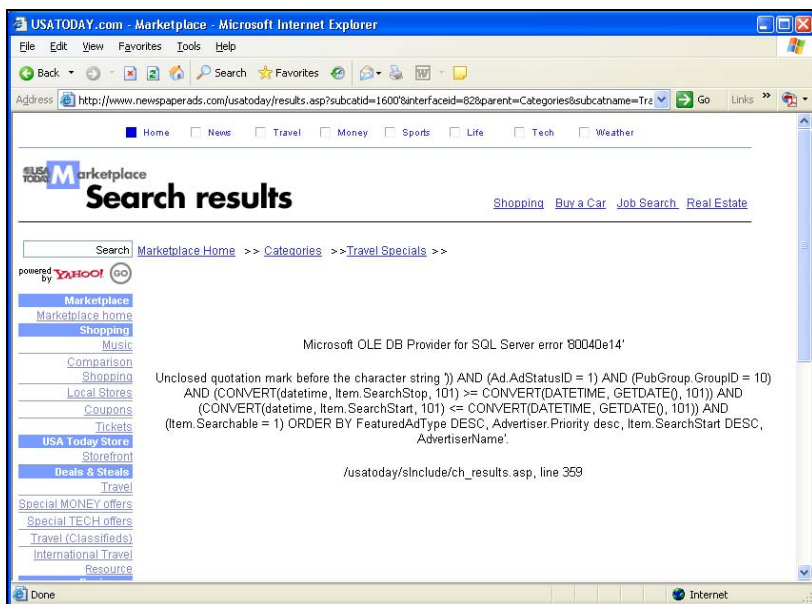 USATODAY.com - Marketplace - Microsoft Internet Explorer
File Edit View Favorites Tools Help
Back Search Favorites
Address http://www.newspaperads.com/usatoday/results.asp?subcatid=1600'&interfaceid=82&parent=Categories&subcatname=Tra Go Links »
Home News Travel Money Sports Life Tech Weather
USA TODAY Marketplace
Search results
Shopping Buy a Car Job Search Real Estate
Search Marketplace Home >> Categories >>Travel Specials >>
powered by YAHOO! GO
Marketplace
Marketplace home
Shopping
Music
Comparison
Shopping
Local Stores
Coupons
Tickets
USA Today Store
Storefront
Deals & Steals
Travel
Special MONEY offers
Special TECH offers
Travel (Classifieds)
International Travel
Resource
Microsoft OLE DB Provider for SQL Server error '80040e14'
Unclosed quotation mark before the character string ')) AND (Ad.AdStatusID = 1) AND (PubGroup.GroupID = 10)
AND (CONVERT(datetime, Item.SearchStop, 101) >= CONVERT(DATETIME, GETDATE(), 101)) AND
(CONVERT(datetime, Item.SearchStart, 101) <= CONVERT(DATETIME, GETDATE(), 101)) AND
(Item.Searchable = 1) ORDER BY FeaturedAdType DESC, Advertiser.Priority desc, Item.SearchStart DESC,
AdvertiserName'.
/usatoday/sInclude/ch_results.asp, line 359
Done Internet